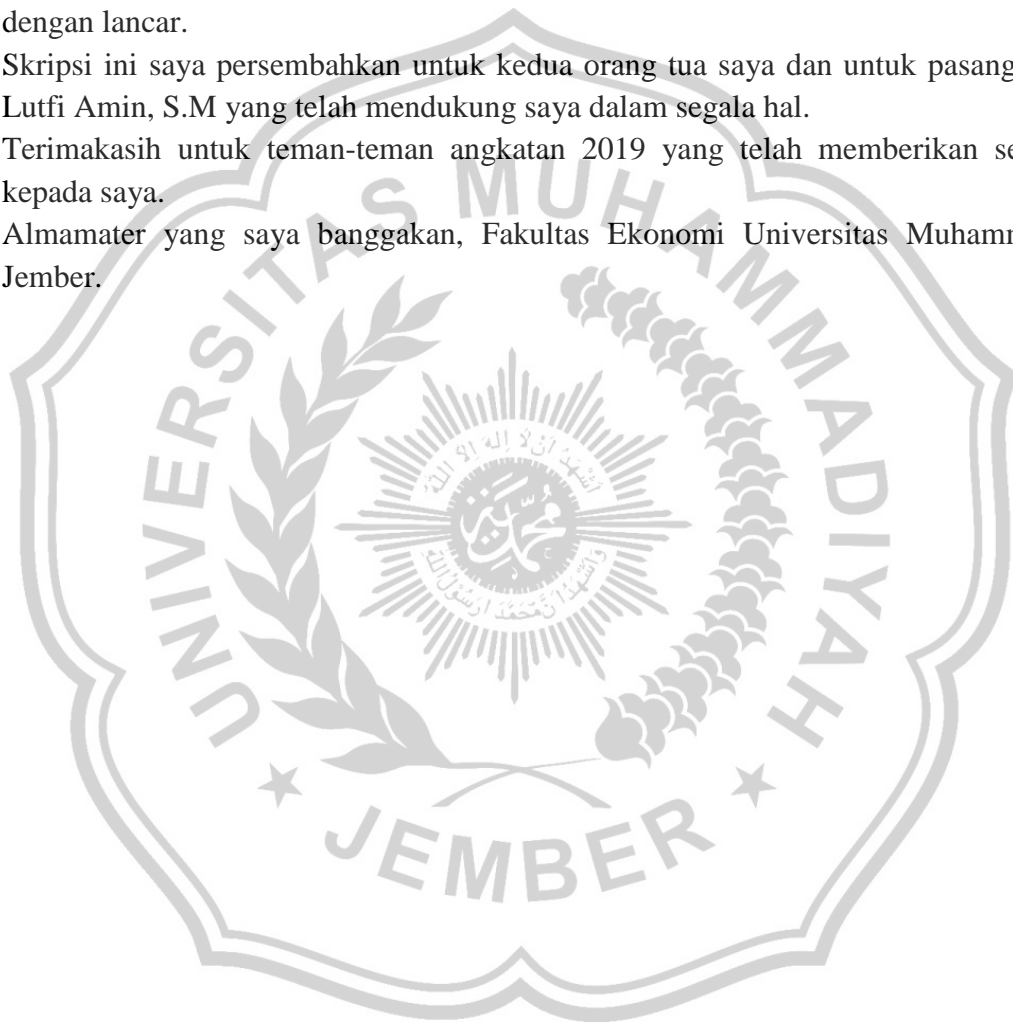 dengan lancar.
Skripsi ini saya persembahkan untuk kedua orang tua saya dan untuk pasang
Lutfi Amin, S.M yang telah mendukung saya dalam segala hal.
Terimakasih untuk teman-teman angkatan 2019 yang telah memberikan se
kepada saya.
Almamater yang saya banggakan, Fakultas Ekonomi Universitas Muhamm
Jember.
UNIVERSITAS MUHAMMADIYAH
JEMBER